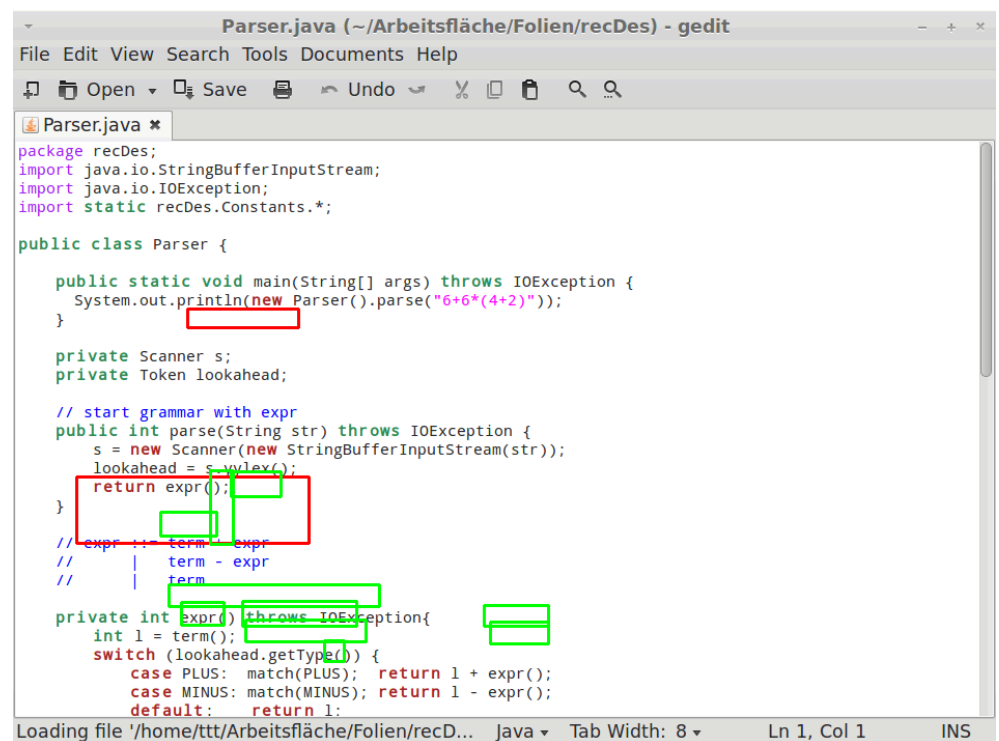 Parser.java (~/Arbeitsfläche/Folien/recDes) - gedit
File Edit View Search Tools Documents Help
Open Save Undo
Parser.java
package recDes;
import java.io.StringBufferInputStream;
import java.io.IOException;
import static recDes.Constants.*;
public class Parser {
public static void main(String[] args) throws IOException {
System.out.println(new Parser().parse("6+6*(4+2)"));
}
private Scanner s;
private Token lookahead;
// start grammar with expr
public int parse(String str) throws IOException {
s = new Scanner(new StringBufferInputStream(str));
lookahead = s.yylex();
return expr();
}
// expr ::= term + expr
// | term - expr
// | term
private int expr() throws IOException{
int l = term();
switch (lookahead.getType()) {
case PLUS: match(PLUS); return l + expr();
case MINUS: match(MINUS); return l - expr();
default: return l;
Loading file '/home/ttt/Arbeitsfläche/Folien/recD... Java Tab Width: 8 Ln 1, Col 1 INS